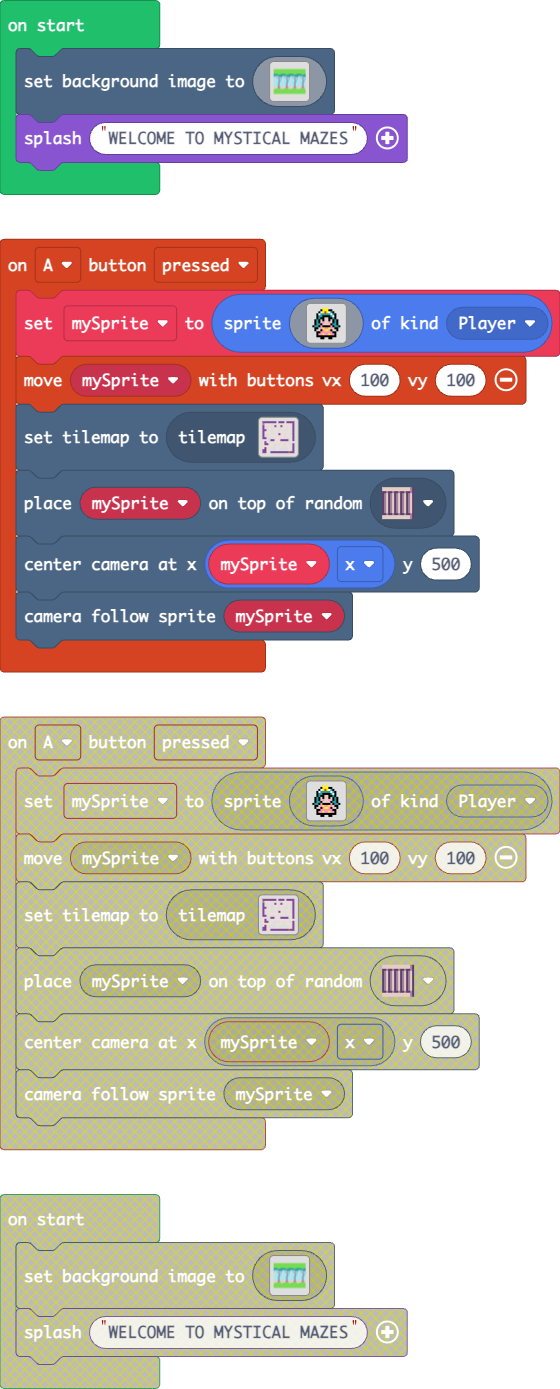 on start
set background image to
splash "WELCOME TO MYSTICAL MAZES"
on A button pressed
set mySprite to sprite of kind Player
move mySprite with buttons vx 100 vy 100
set tilemap to tilemap
place mySprite on top of random
center camera at x mySprite x y 500
camera follow sprite mySprite
on A button pressed
set mySprite to sprite of kind Player
move mySprite with buttons vx 100 vy 100
set tilemap to tilemap
place mySprite on top of random
center camera at x mySprite x y 500
camera follow sprite mySprite
on start
set background image to
splash "WELCOME TO MYSTICAL MAZES"